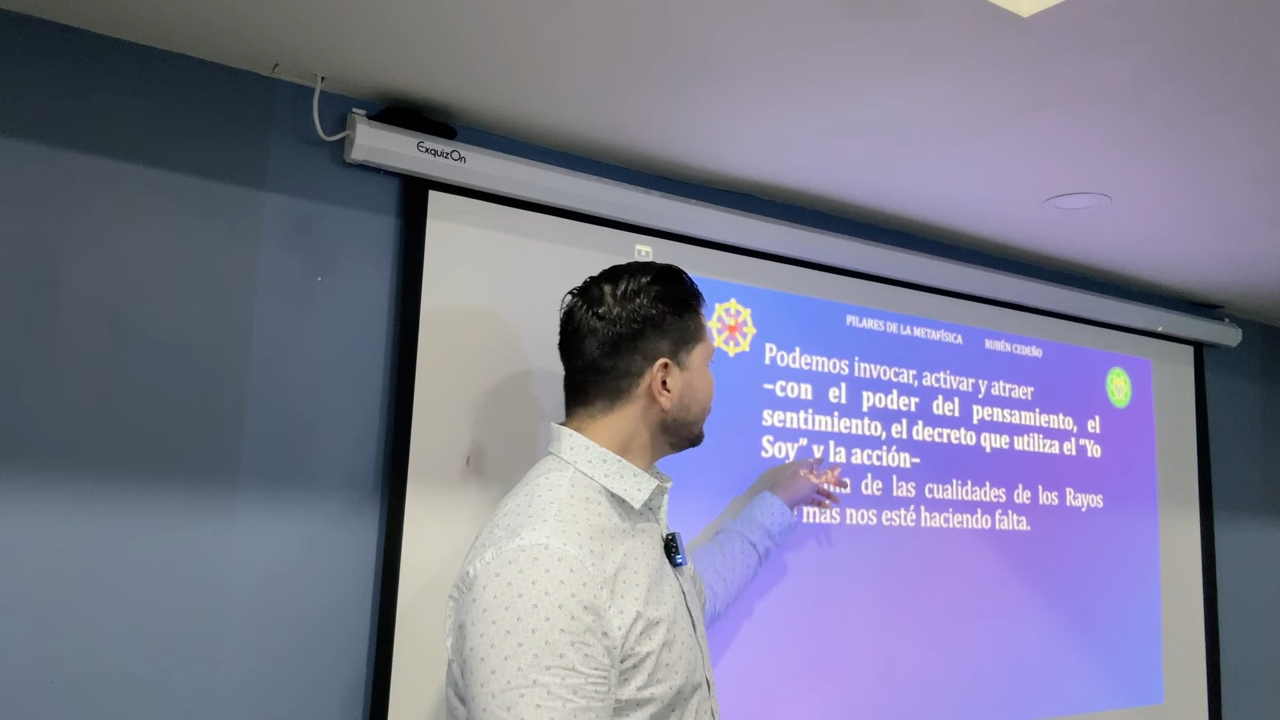 ExquizOn
PILARES DE LA METAFÍSICA RUBÉN CEDEÑO
Podemos invocar, activar y atraer
–con el poder del pensamiento, el
sentimiento, el decreto que utiliza el "Yo
Soy" y la acción–
de las cualidades de los Rayos
más nos esté haciendo falta.